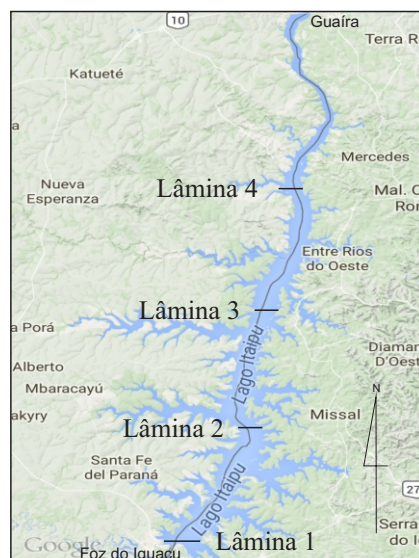 10
Guaíra
Terra R
Katueté
Mercedes
Nueva
Esperanza
Lâmina 4
Mal. C
Ron
Entre Rios
do Oeste
Lâmina 3
a Porá
Diaman
D'Oest
Alberto
Lago Itaipu
Mbaracayú
N
akyry
Missal
Lâmina 2
Santa Fe
del Paraná
Lago Itaipu
27
Google
Lâmina 1
Serra
do I
Foz do Iguaçu